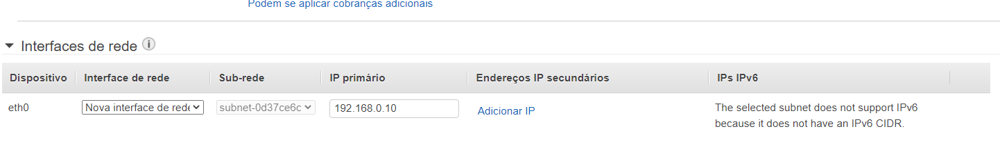 Podem se aplicar cobranças adicionais
Interfaces de rede
Dispositivo Interface de rede Sub-rede IP primário Endereços IP secundários IPs IPv6
eth0 Nova interface de rede subnet-0d37ce6c 192.168.0.10 Adicionar IP The selected subnet does not support IPv6
because it does not have an IPv6 CIDR.